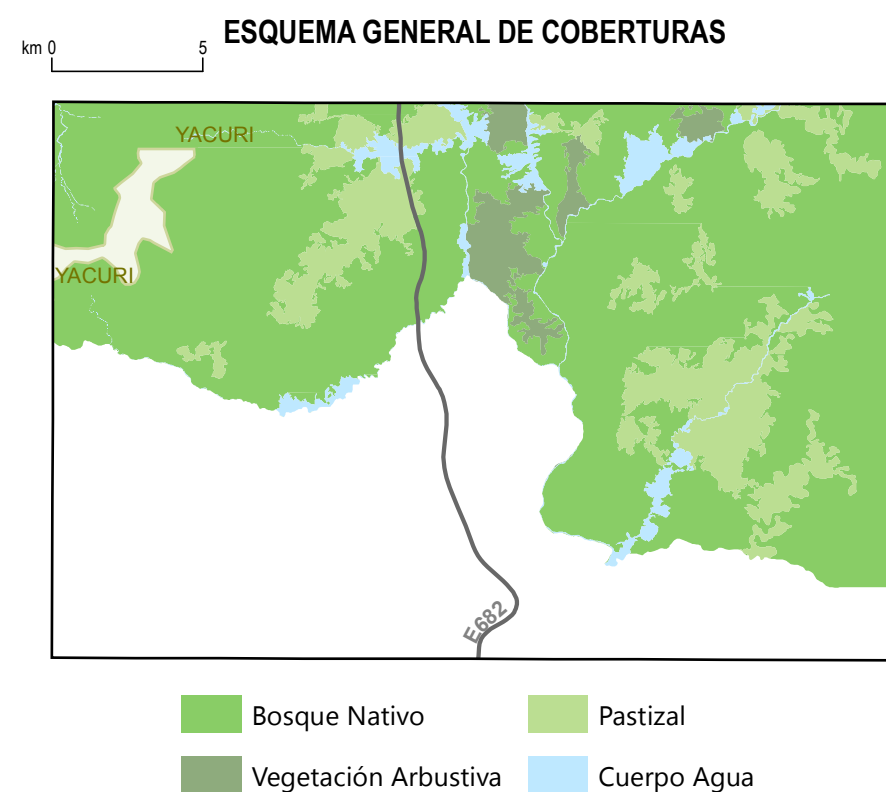 ESQUEMA GENERAL DE COBERTURAS
km 0 5
YACURI
YACURI
E682
Bosque Nativo
Pastizal
Vegetación Arbustiva
Cuerpo Agua